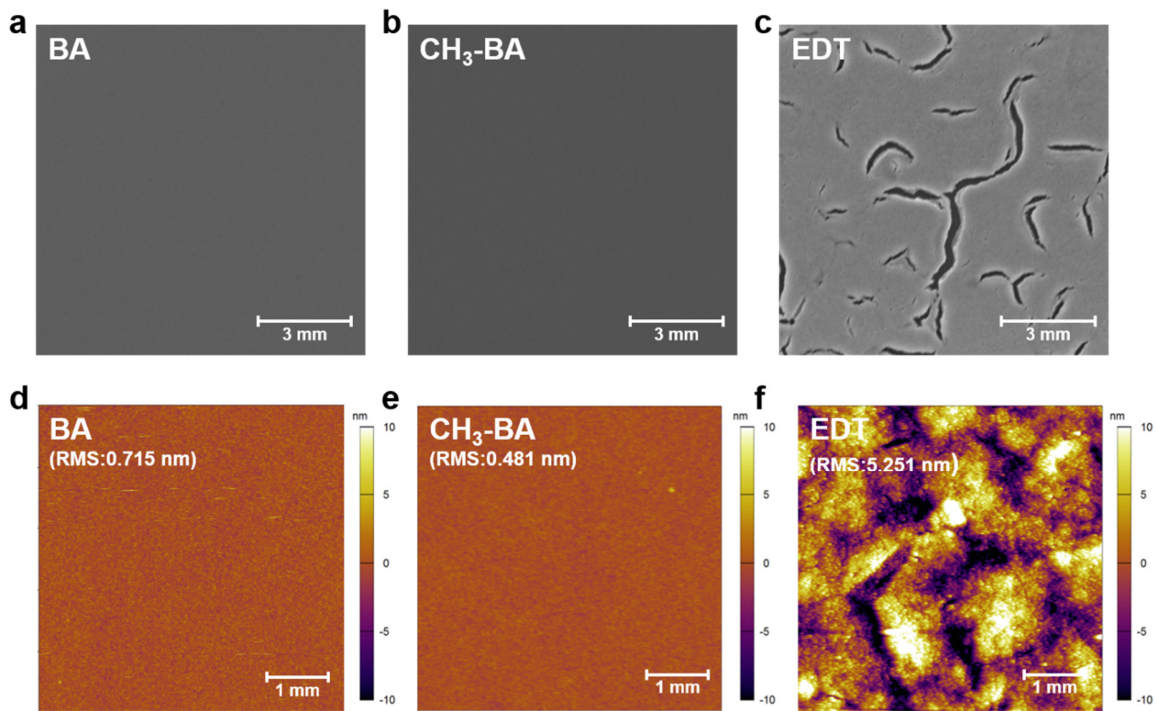 a
BA
3 mm
b
CH₃-BA
3 mm
c
EDT
3 mm
d
BA
(RMS:0.715 nm)
1 mm
nm
10
5
0
-5
-10
e
CH₃-BA
(RMS:0.481 nm)
1 mm
nm
10
5
0
-5
-10
f
EDT
(RMS:5.251 nm)
1 mm
nm
10
5
0
-5
-10